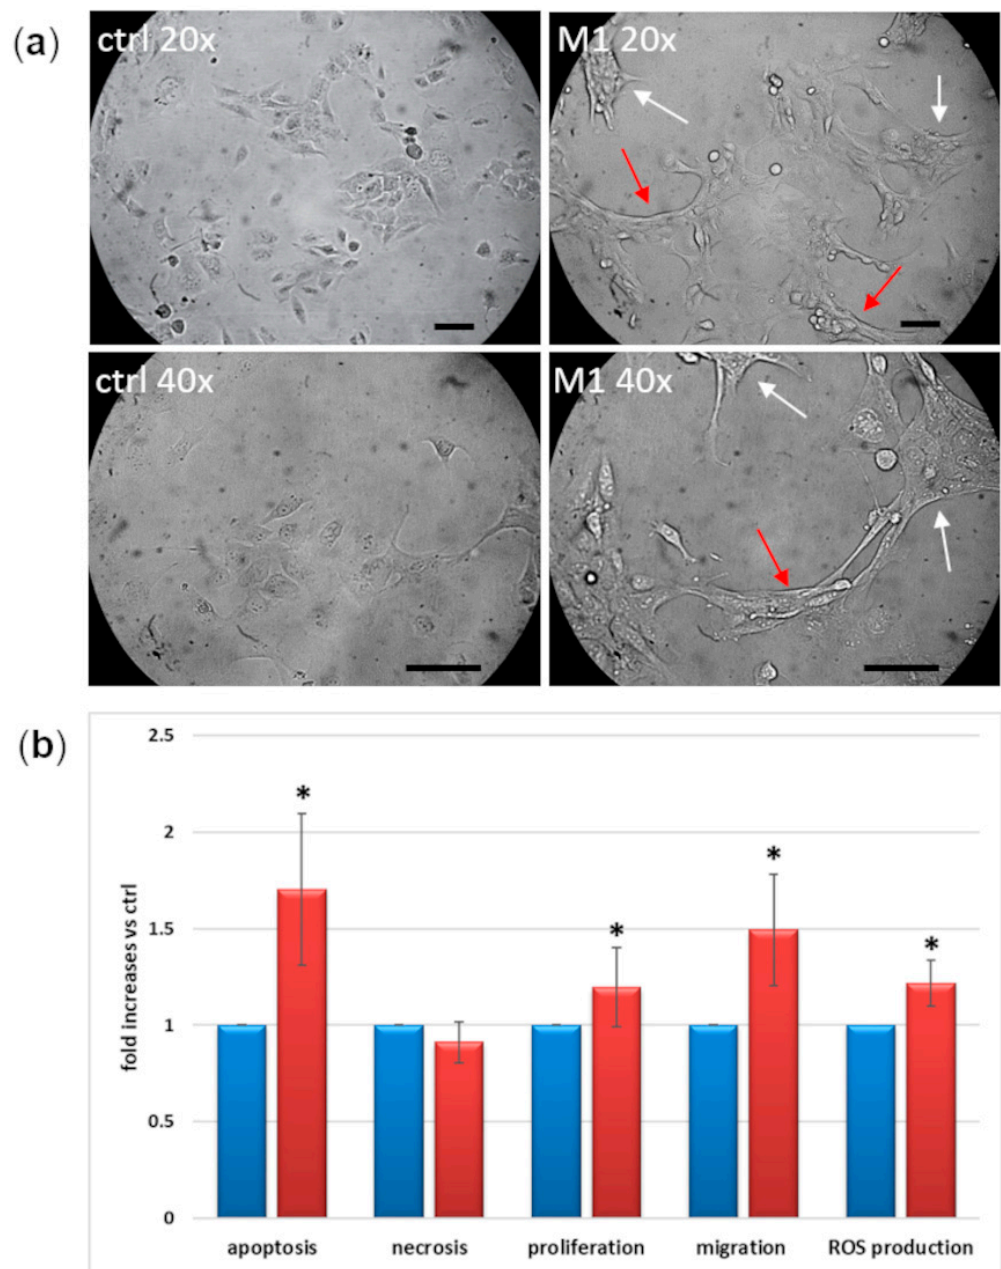 (a)
ctrl 20x
M1 20x
ctrl 40x
M1 40x
(b)
fold increases vs ctrl
2.5
2
1.5
1
0.5
0
*
*
*
*
apoptosis
necrosis
proliferation
migration
ROS production